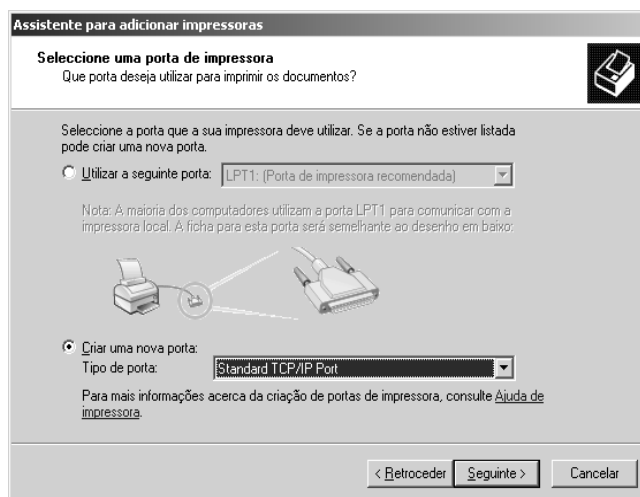 Assistente para adicionar impressoras
Seleccione uma porta de impressora
Que porta deseja utilizar para imprimir os documentos?
Seleccione a porta que a sua impressora deve utilizar. Se a porta não estiver listada
pode criar uma nova porta.
Utilizar a seguinte porta: LPT1: (Porta de impressora recomendada)
Nota: A maioria dos computadores utilizam a porta LPT1 para comunicar com a
impressora local. A ficha para esta porta será semelhante ao desenho em baixo:
Criar uma nova porta:
Tipo de porta: Standard TCP/IP Port
Para mais informações acerca da criação de portas de impressora, consulte Ajuda de
impressora.
< Retroceder Seguinte > Cancelar